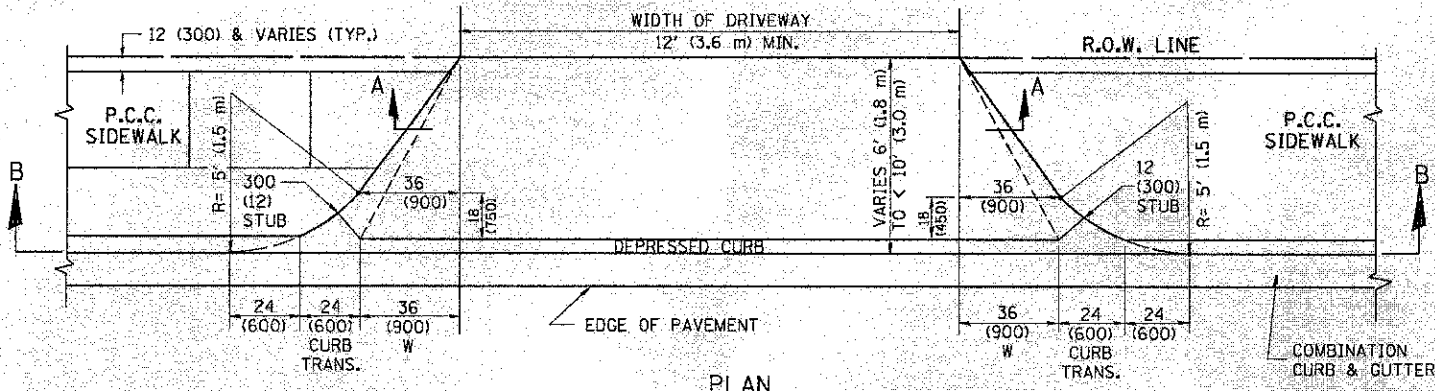 WIDTH OF DRIVEWAY
12' (3.6 m) MIN.
12 (300) & VARIES (TYP.)
R.O.W. LINE
A
A
P.C.C.
SIDEWALK
P.C.C.
SIDEWALK
R= 5' (1.5 m)
VARIES 6' (1.8 m)
TO < 10' (3.0 m)
R= 5' (1.5 m)
B
B
300
(12)
STUB
36
(900)
18
(450)
36
(900)
18
(450)
12
(300)
STUB
DEPRESSED CURB
24
(600)
24
(600)
CURB
TRANS.
36
(900)
W
EDGE OF PAVEMENT
36
(900)
W
24
(600)
CURB
TRANS.
24
(600)
COMBINATION
CURB & GUTTER
PLAN